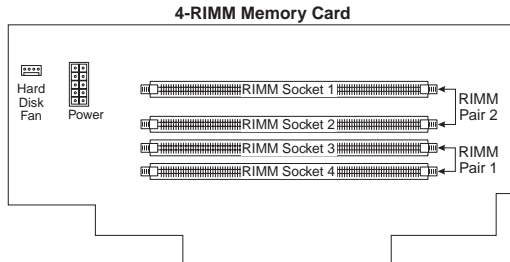 4-RIMM Memory Card
Hard
Disk
Fan
Power
RIMM Socket 1
RIMM Socket 2
RIMM
Pair 2
RIMM Socket 3
RIMM Socket 4
RIMM
Pair 1